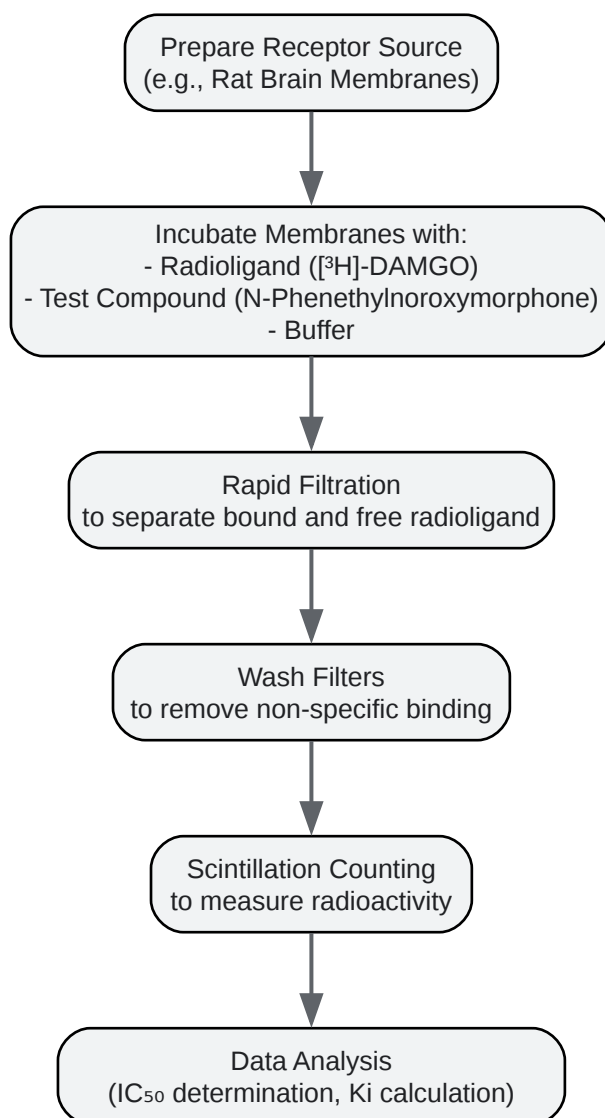 Prepare Receptor Source
(e.g., Rat Brain Membranes)
Incubate Membranes with:
- Radioligand ([³H]-DAMGO)
- Test Compound (N-Phenethylnoroxymorphone)
- Buffer
Rapid Filtration
to separate bound and free radioligand
Wash Filters
to remove non-specific binding
Scintillation Counting
to measure radioactivity
Data Analysis
(IC₅₀ determination, Ki calculation)